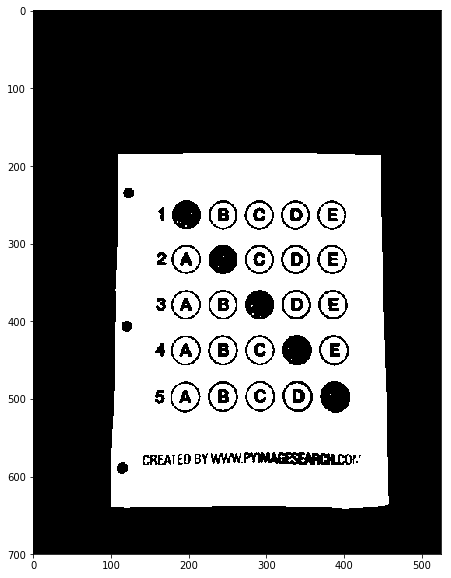 0
100
200
300
400
500
600
700
0 100 200 300 400 500
1 B C D E
2 A C D E
3 A B D E
4 A B C E
5 A B C D
CREATED BY WWW.PYIMAGESEARCH.COM